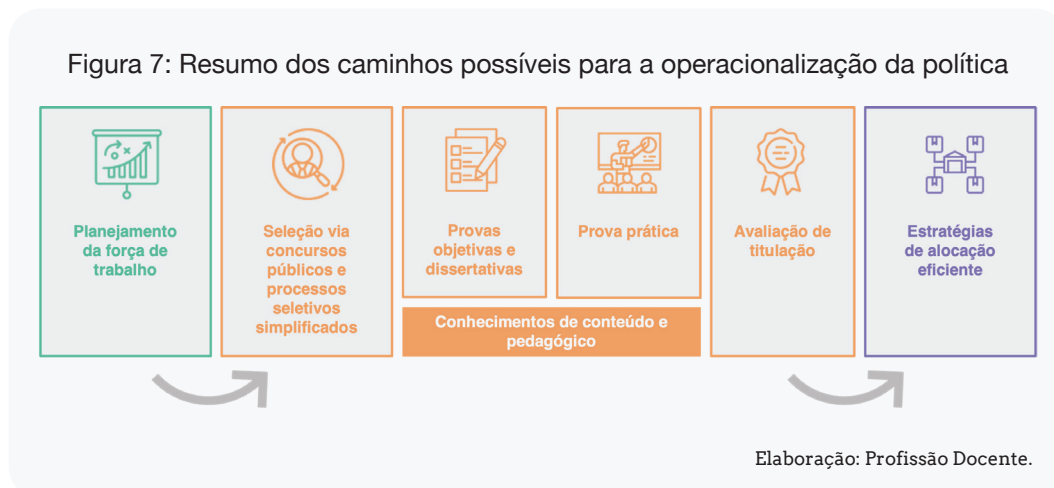 Figura 7: Resumo dos caminhos possíveis para a operacionalização da política
Planejamento
da força de
trabalho
Seleção via
concursos
públicos e
processos
seletivos
simplificados
Provas
objetivas e
dissertativas
Prova prática
Conhecimentos de conteúdo e
pedagógico
Avaliação de
titulação
Estratégias
de alocação
eficiente
Elaboração: Profissão Docente.